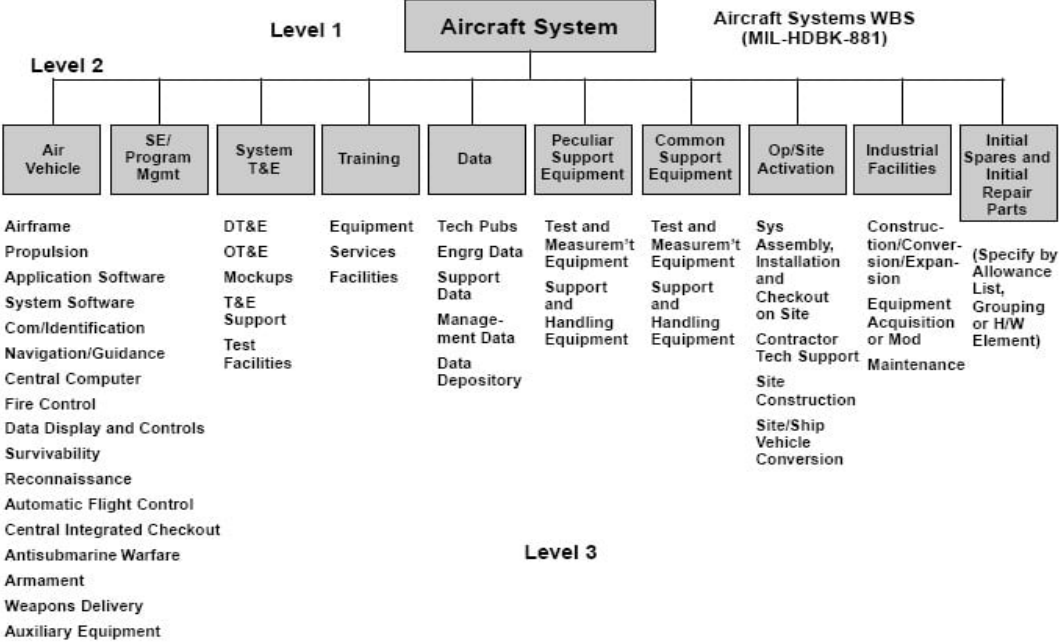 Level 1
Aircraft System
Aircraft Systems WBS
(MIL-HDBK-881)
Level 2
Air
Vehicle
SE/
Program
Mgmt
System
T&E
Training
Data
Peculiar
Support
Equipment
Common
Support
Equipment
Op/Site
Activation
Industrial
Facilities
Initial
Spares and
Initial
Repair
Parts
Airframe
Propulsion
Application Software
System Software
Com/Identification
Navigation/Guidance
Central Computer
Fire Control
Data Display and Controls
Survivability
Reconnaissance
Automatic Flight Control
Central Integrated Checkout
Antisubmarine Warfare
Armament
Weapons Delivery
Auxiliary Equipment
DT&E
OT&E
Mockups
T&E
Support
Test
Facilities
Equipment
Services
Facilities
Tech Pubs
Engrg Data
Support
Data
Manage-
ment Data
Data
Depository
Test and
Measurem't
Equipment
Support
and
Handling
Equipment
Test and
Measurem't
Equipment
Support
and
Handling
Equipment
Sys
Assembly,
Installation
and
Checkout
on Site
Contractor
Tech Support
Site
Construction
Site/Ship
Vehicle
Conversion
Construc-
tion/Conver-
sion/Expan-
sion
Equipment
Acquisition
or Mod
Maintenance
(Specify by
Allowance
List,
Grouping
or H/W
Element)
Level 3